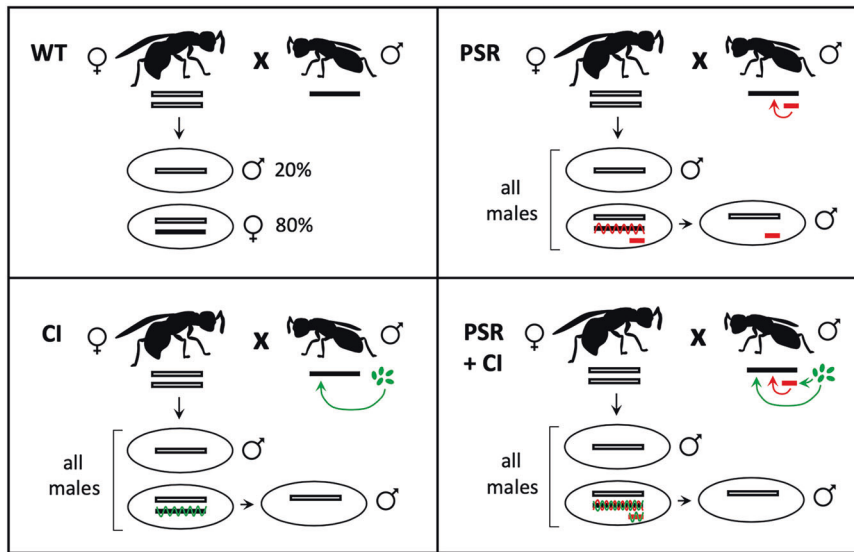 WT ♀ X ♂
♂ 20%
♀ 80%
PSR ♀ X ♂
all
males
♂
♂
CI ♀ X ♂
all
males
♂
♂
PSR
+ CI ♀ X ♂
all
males
♂
♂